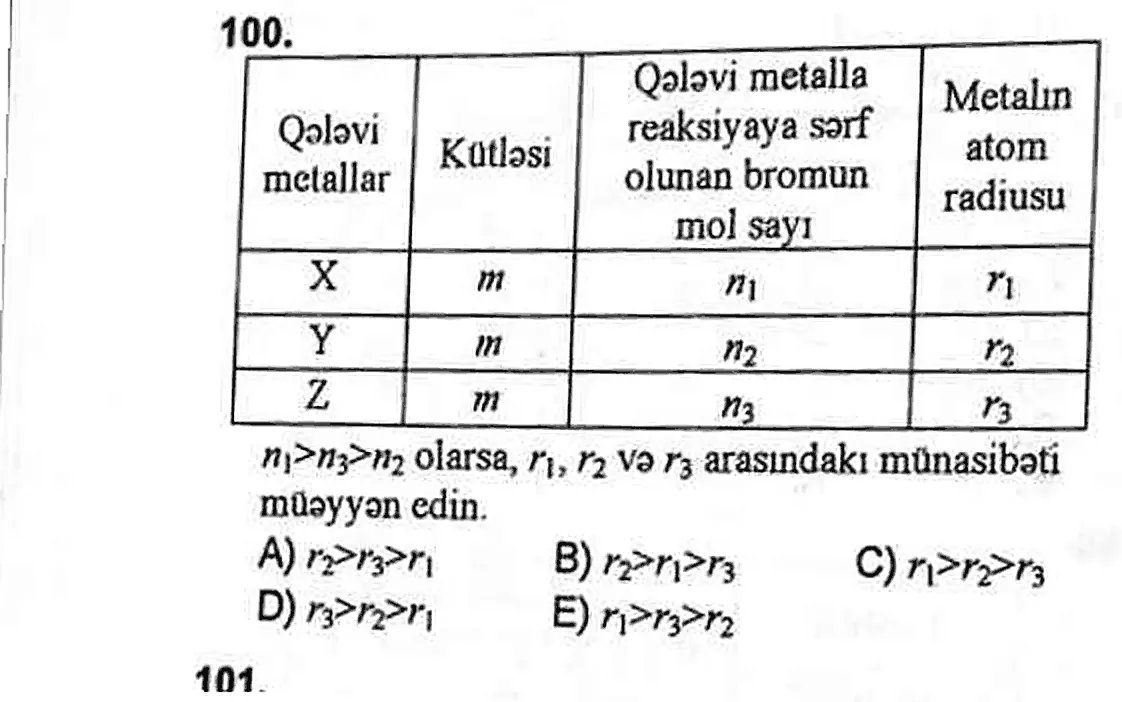 100.
Qələvi metallar | Kütləsi | Qələvi metalla reaksiyaya sərf olunan bromun mol sayı | Metalın atom radiusu
X | m | n₁ | r₁
Y | m | n₂ | r₂
Z | m | n₃ | r₃
n₁>n₃>n₂ olarsa, r₁, r₂ və r₃ arasındakı münasibəti
müəyyən edin.
A) r₂>r₃>r₁ B) r₂>r₁>r₃ C) r₁>r₂>r₃
D) r₃>r₂>r₁ E) r₁>r₃>r₂
101.